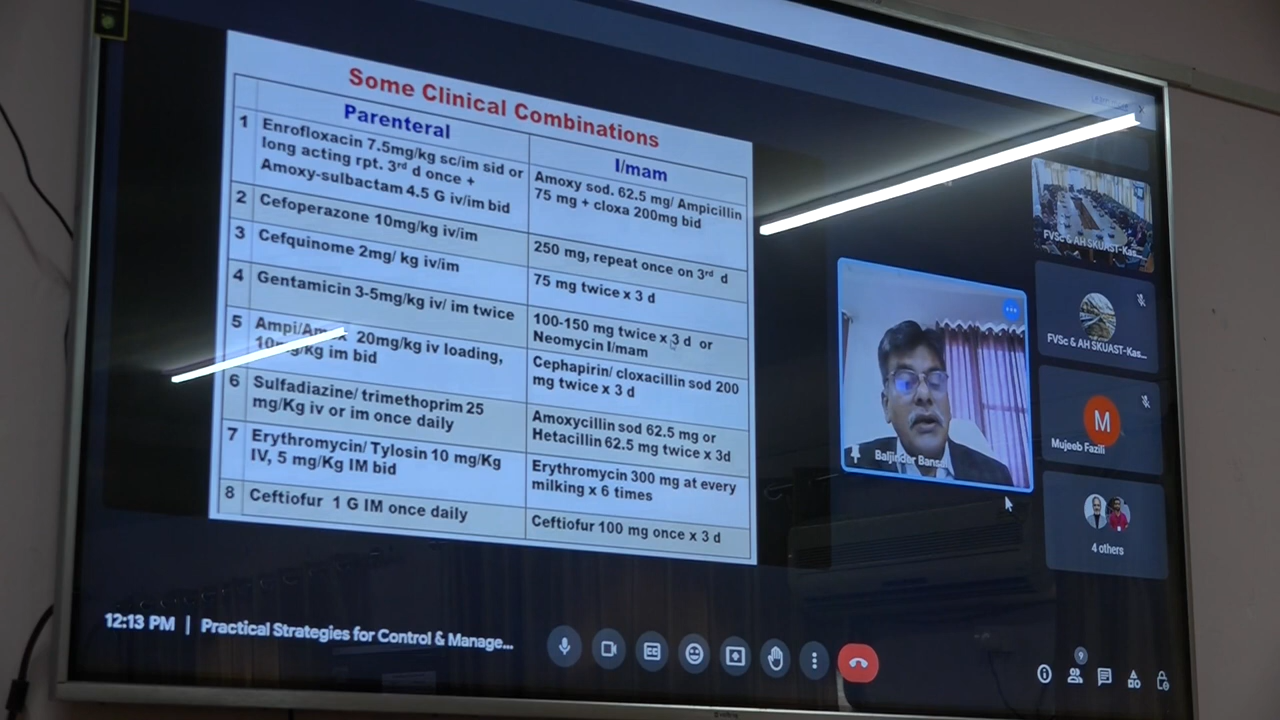 Some Clinical Combinations
Parenteral
I/mam
1
Enrofloxacin 7.5mg/kg sc/im sid or
long acting rpt. 3rd d once +
Amoxy-sulbactam 4.5 G iv/im bid
Amoxy sod. 62.5 mg/ Ampicillin
75 mg + cloxa 200mg bid
2
Cefoperazone 10mg/kg iv/im
250 mg, repeat once on 3rd d
3
Cefquinome 2mg/ kg iv/im
75 mg twice x 3 d
4
Gentamicin 3-5mg/kg iv/ im twice
100-150 mg twice x 3 d or
Neomycin I/mam
5
20mg/kg iv loading,
10mg/Kg im bid
Cephapirin/ cloxacillin sod 200
mg twice x 3 d
6
Sulfadiazine/ trimethoprim 25
mg/Kg iv or im once daily
Amoxycillin sod 62.5 mg or
Hetacillin 62.5 mg twice x 3d
7
Erythromycin/ Tylosin 10 mg/Kg
IV, 5 mg/Kg IM bid
Erythromycin 300 mg at every
milking x 6 times
8
Ceftiofur 1 G IM once daily
Ceftiofur 100 mg once x 3 d
Baljinder Bansal
FVSc & AH SKUAST-Kas...
FVSc & AH SKUAST-Kas...
M
Mujeeb Fazili
4 others
12:13 PM | Practical Strategies for Control & Manage...
CC
9